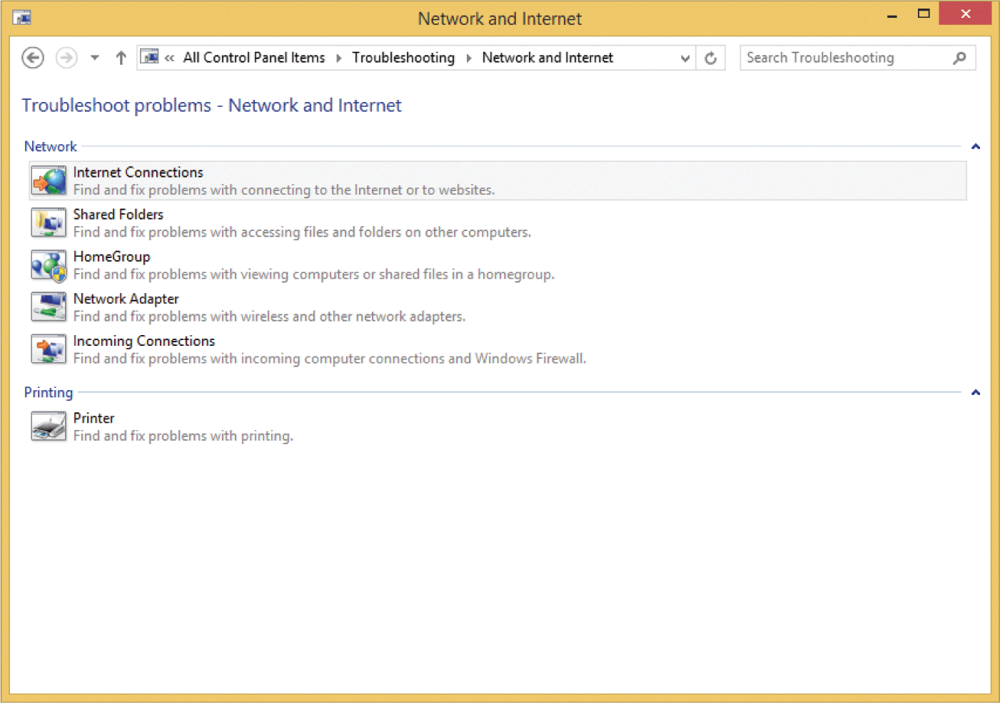 Network and Internet
« All Control Panel Items Troubleshooting Network and Internet Search Troubleshooting
Troubleshoot problems - Network and Internet
Network
Internet Connections
Find and fix problems with connecting to the Internet or to websites.
Shared Folders
Find and fix problems with accessing files and folders on other computers.
HomeGroup
Find and fix problems with viewing computers or shared files in a homegroup.
Network Adapter
Find and fix problems with wireless and other network adapters.
Incoming Connections
Find and fix problems with incoming computer connections and Windows Firewall.
Printing
Printer
Find and fix problems with printing.